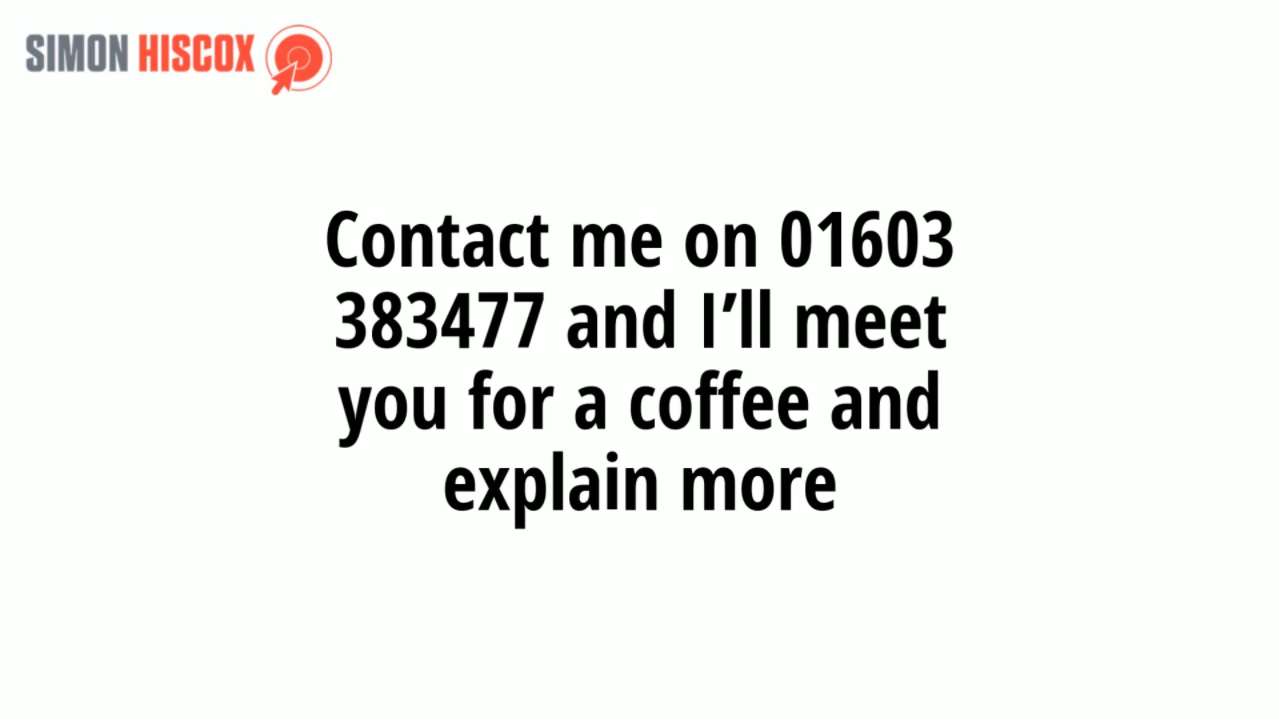 SIMON HISCOX
Contact me on 01603
383477 and I’ll meet
you for a coffee and
explain more